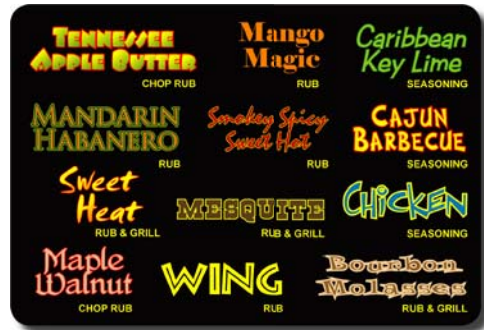 TENNESSEE
APPLE BUTTER
CHOP RUB
Mango
Magic
RUB
Caribbean
Key Lime
SEASONING
MANDARIN
HABANERO
RUB
Smokey Spicy
Sweet Hot
RUB
CAJUN
BARBECUE
SEASONING
Sweet
Heat
RUB & GRILL
MESQUITE
RUB & GRILL
CHICKEN
SEASONING
Maple
Walnut
CHOP RUB
WING
RUB
Bourbon
Molasses
RUB & GRILL